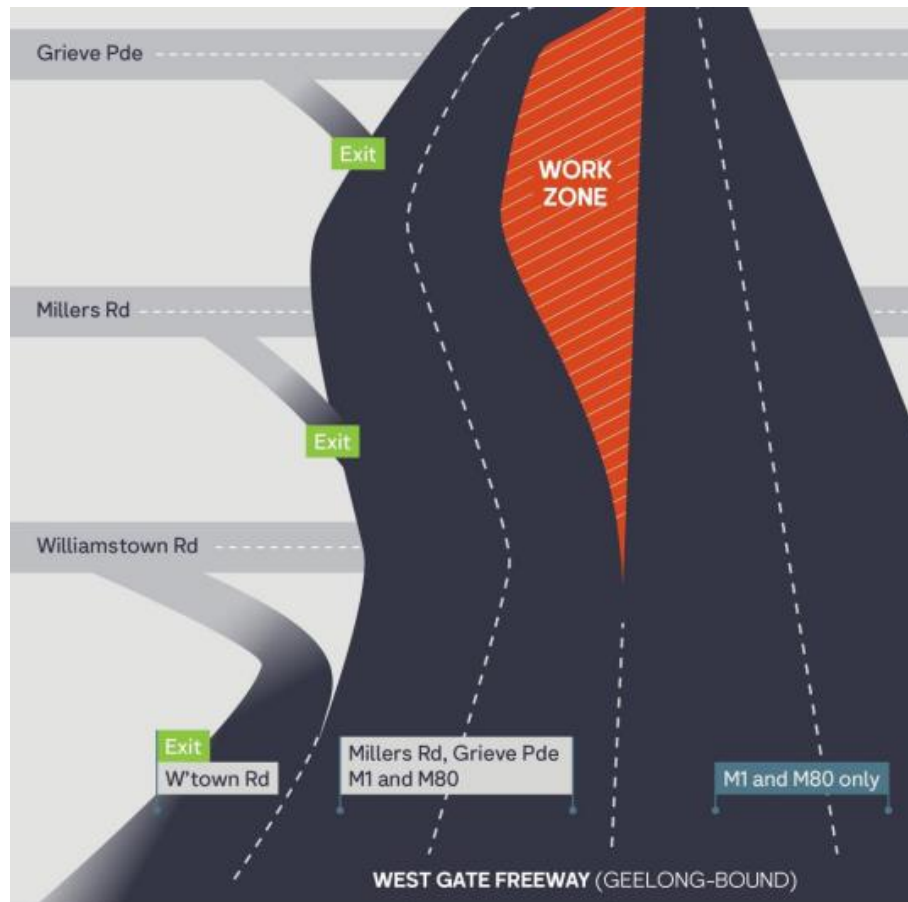 Grieve Pde
Exit
WORK
ZONE
Millers Rd
Exit
Williamstown Rd
Exit
W'town Rd
Millers Rd, Grieve Pde
M1 and M80
M1 and M80 only
WEST GATE FREEWAY (GEELONG-BOUND)